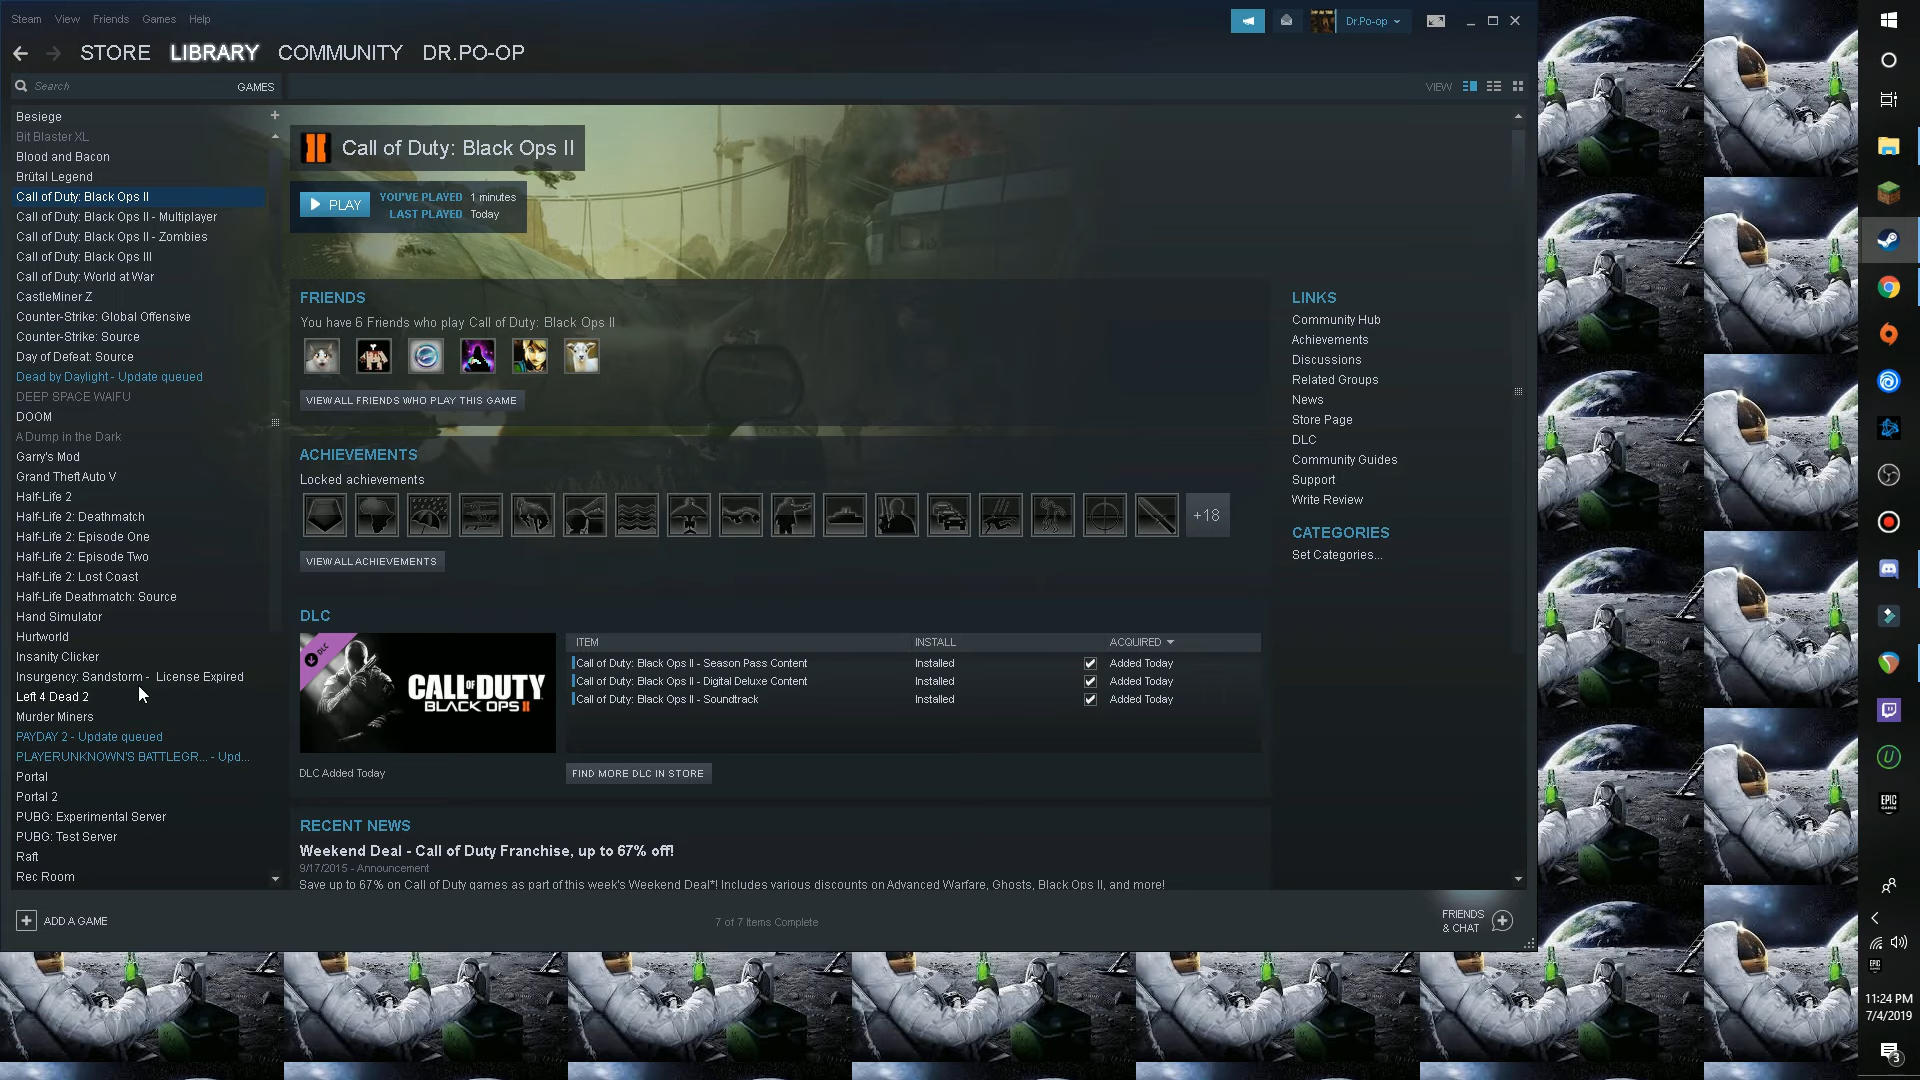 Steam View Friends Games Help
Dr.Po-op
STORE LIBRARY COMMUNITY DR.PO-OP
Search GAMES
VIEW
Besiege
Bit Blaster XL
Blood and Bacon
Brütal Legend
Call of Duty: Black Ops II
Call of Duty: Black Ops II - Multiplayer
Call of Duty: Black Ops II - Zombies
Call of Duty: Black Ops III
Call of Duty: World at War
CastleMiner Z
Counter-Strike: Global Offensive
Counter-Strike: Source
Day of Defeat: Source
Dead by Daylight - Update queued
DEEP SPACE WAIFU
DOOM
A Dump in the Dark
Garry's Mod
Grand Theft Auto V
Half-Life 2
Half-Life 2: Deathmatch
Half-Life 2: Episode One
Half-Life 2: Episode Two
Half-Life 2: Lost Coast
Half-Life Deathmatch: Source
Hand Simulator
Hurtworld
Insanity Clicker
Insurgency: Sandstorm - License Expired
Left 4 Dead 2
Murder Miners
PAYDAY 2 - Update queued
PLAYERUNKNOWN'S BATTLEGR... - Upd...
Portal
Portal 2
PUBG: Experimental Server
PUBG: Test Server
Raft
Rec Room
ADD A GAME
Call of Duty: Black Ops II
PLAY
YOU'VE PLAYED 1 minutes
LAST PLAYED Today
FRIENDS
You have 6 Friends who play Call of Duty: Black Ops II
VIEW ALL FRIENDS WHO PLAY THIS GAME
ACHIEVEMENTS
Locked achievements
+18
VIEW ALL ACHIEVEMENTS
DLC
DLC
CALL OF DUTY
BLACK OPS II
DLC Added Today
ITEM INSTALL ACQUIRED
Call of Duty: Black Ops II - Season Pass Content Installed Added Today
Call of Duty: Black Ops II - Digital Deluxe Content Installed Added Today
Call of Duty: Black Ops II - Soundtrack Installed Added Today
FIND MORE DLC IN STORE
RECENT NEWS
Weekend Deal - Call of Duty Franchise, up to 67% off!
9/17/2015 - Announcement
Save up to 67% on Call of Duty games as part of this week's Weekend Deal*! Includes various discounts on Advanced Warfare, Ghosts, Black Ops II, and more!
7 of 7 Items Complete
LINKS
Community Hub
Achievements
Discussions
Related Groups
News
Store Page
DLC
Community Guides
Support
Write Review
CATEGORIES
Set Categories...
FRIENDS
& CHAT
EPIC
GAMES
EPIC
11:24 PM
7/4/2019
3